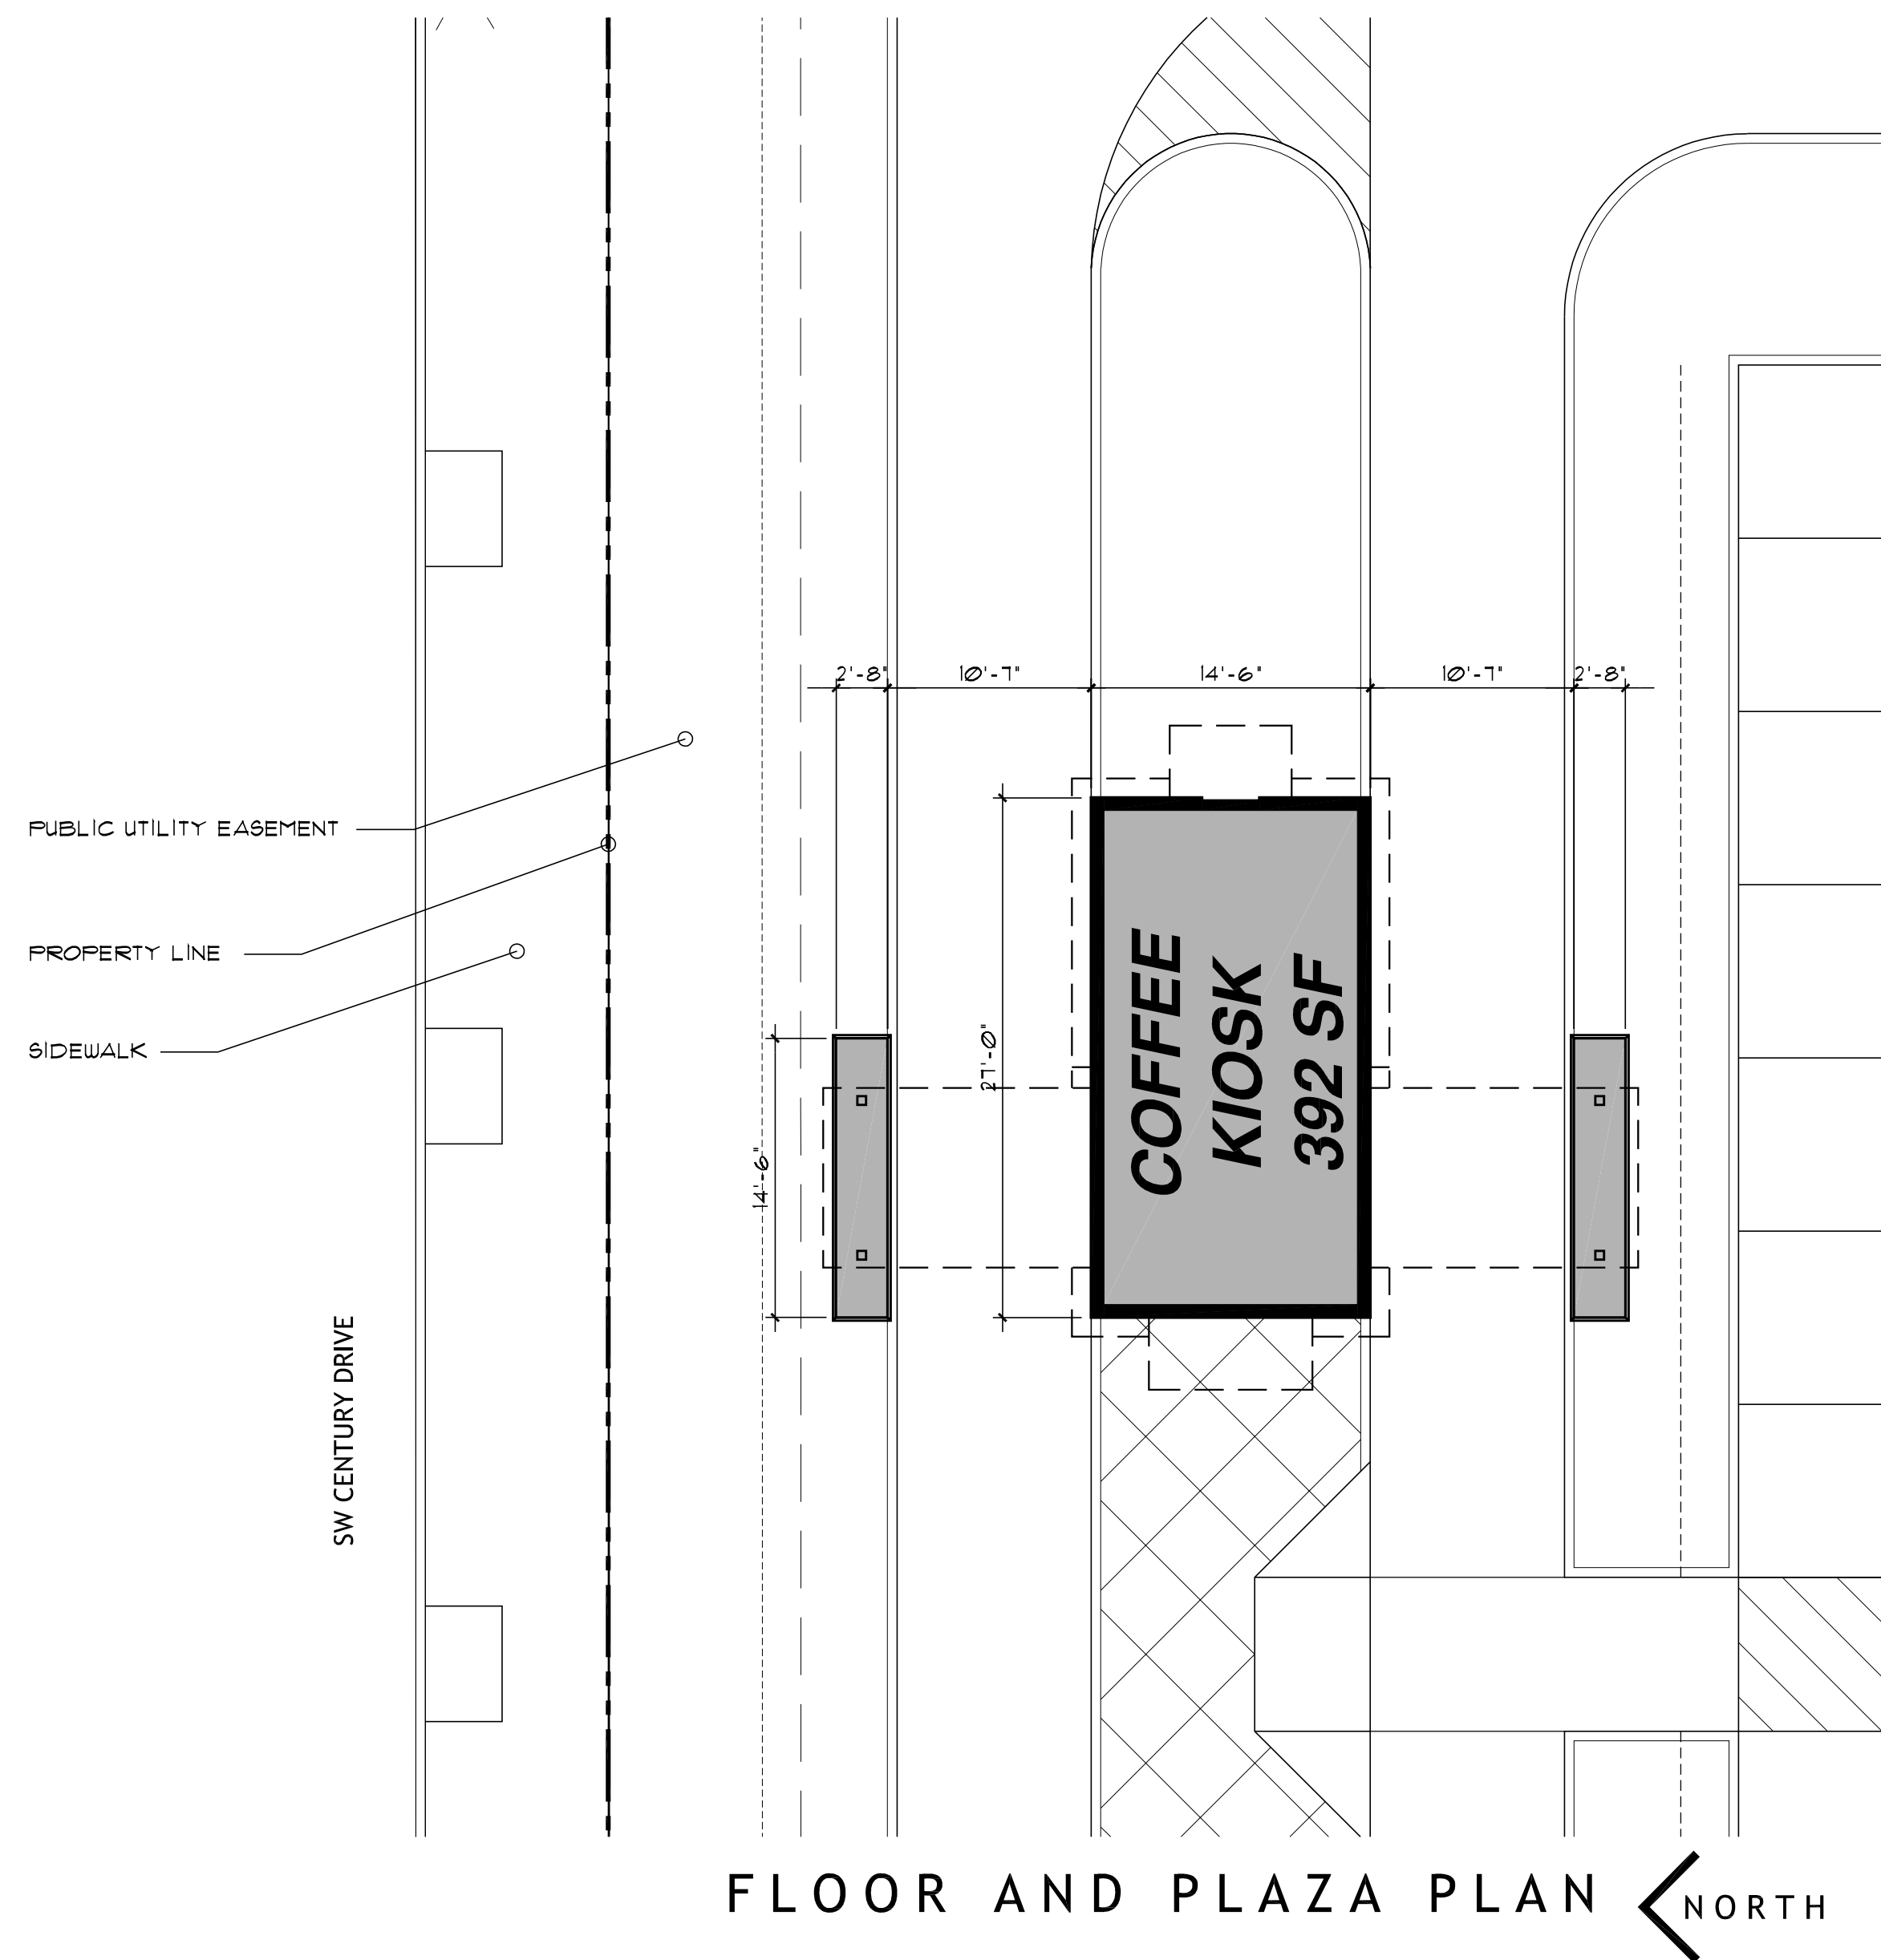 2'-8"
10'-7"
14'-6"
10'-7"
2'-8"
PUBLIC UTILITY EASEMENT
PROPERTY LINE
SIDEWALK
27'-0"
14'-6"
COFFEE
KIOSK
392 SF
SW CENTURY DRIVE
FLOOR AND PLAZA PLAN
NORTH